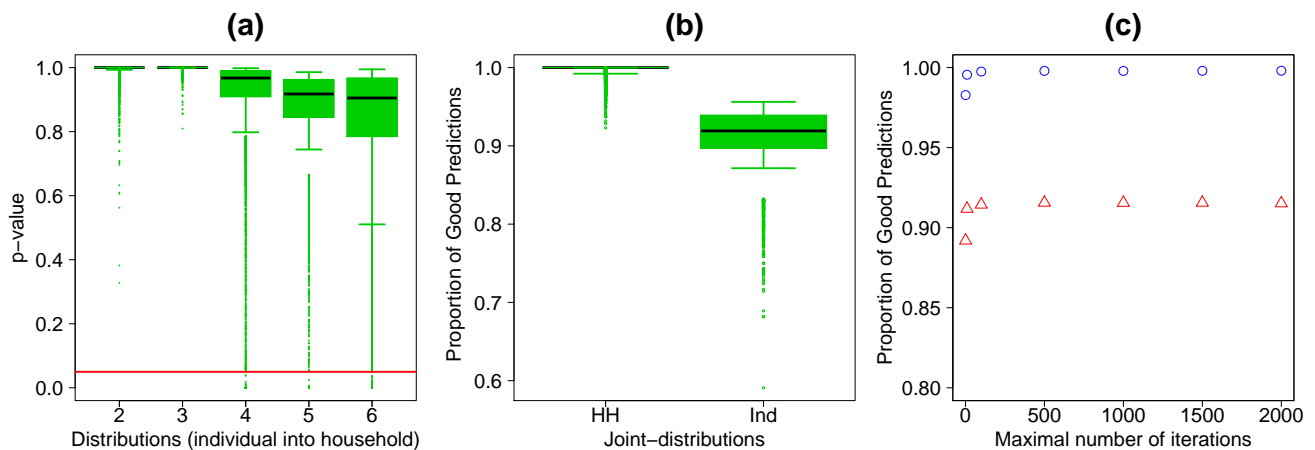 (a)
p−value
1.0
0.8
0.6
0.4
0.2
0.0
2 3 4 5 6
Distributions (individual into household)
(b)
Proportion of Good Predictions
1.0
0.9
0.8
0.7
0.6
HH Ind
Joint−distributions
(c)
Proportion of Good Predictions
1.00
0.95
0.90
0.85
0.80
0 500 1000 1500 2000
Maximal number of iterations